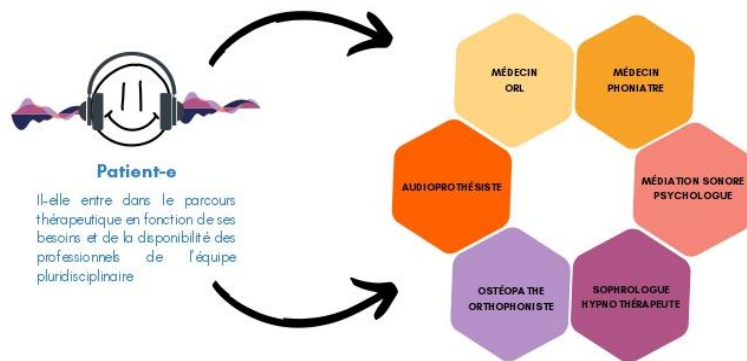 Patient-e
Il-elle entre dans le parcours
thérapeutique en fonction de ses
besoins et de la disponibilité des
professionnels de l'équipe
pluridisciplinaire
MÉDECIN
ORL
MÉDECIN
PHONIATRE
AUDIOPROTHÉSISTE
MÉDIATION SONORE
PSYCHOLOGUE
OSTÉOPATHE
ORTHOPHONISTE
SOPHROLOGUE
HYPNOTHÉRAPEUTE